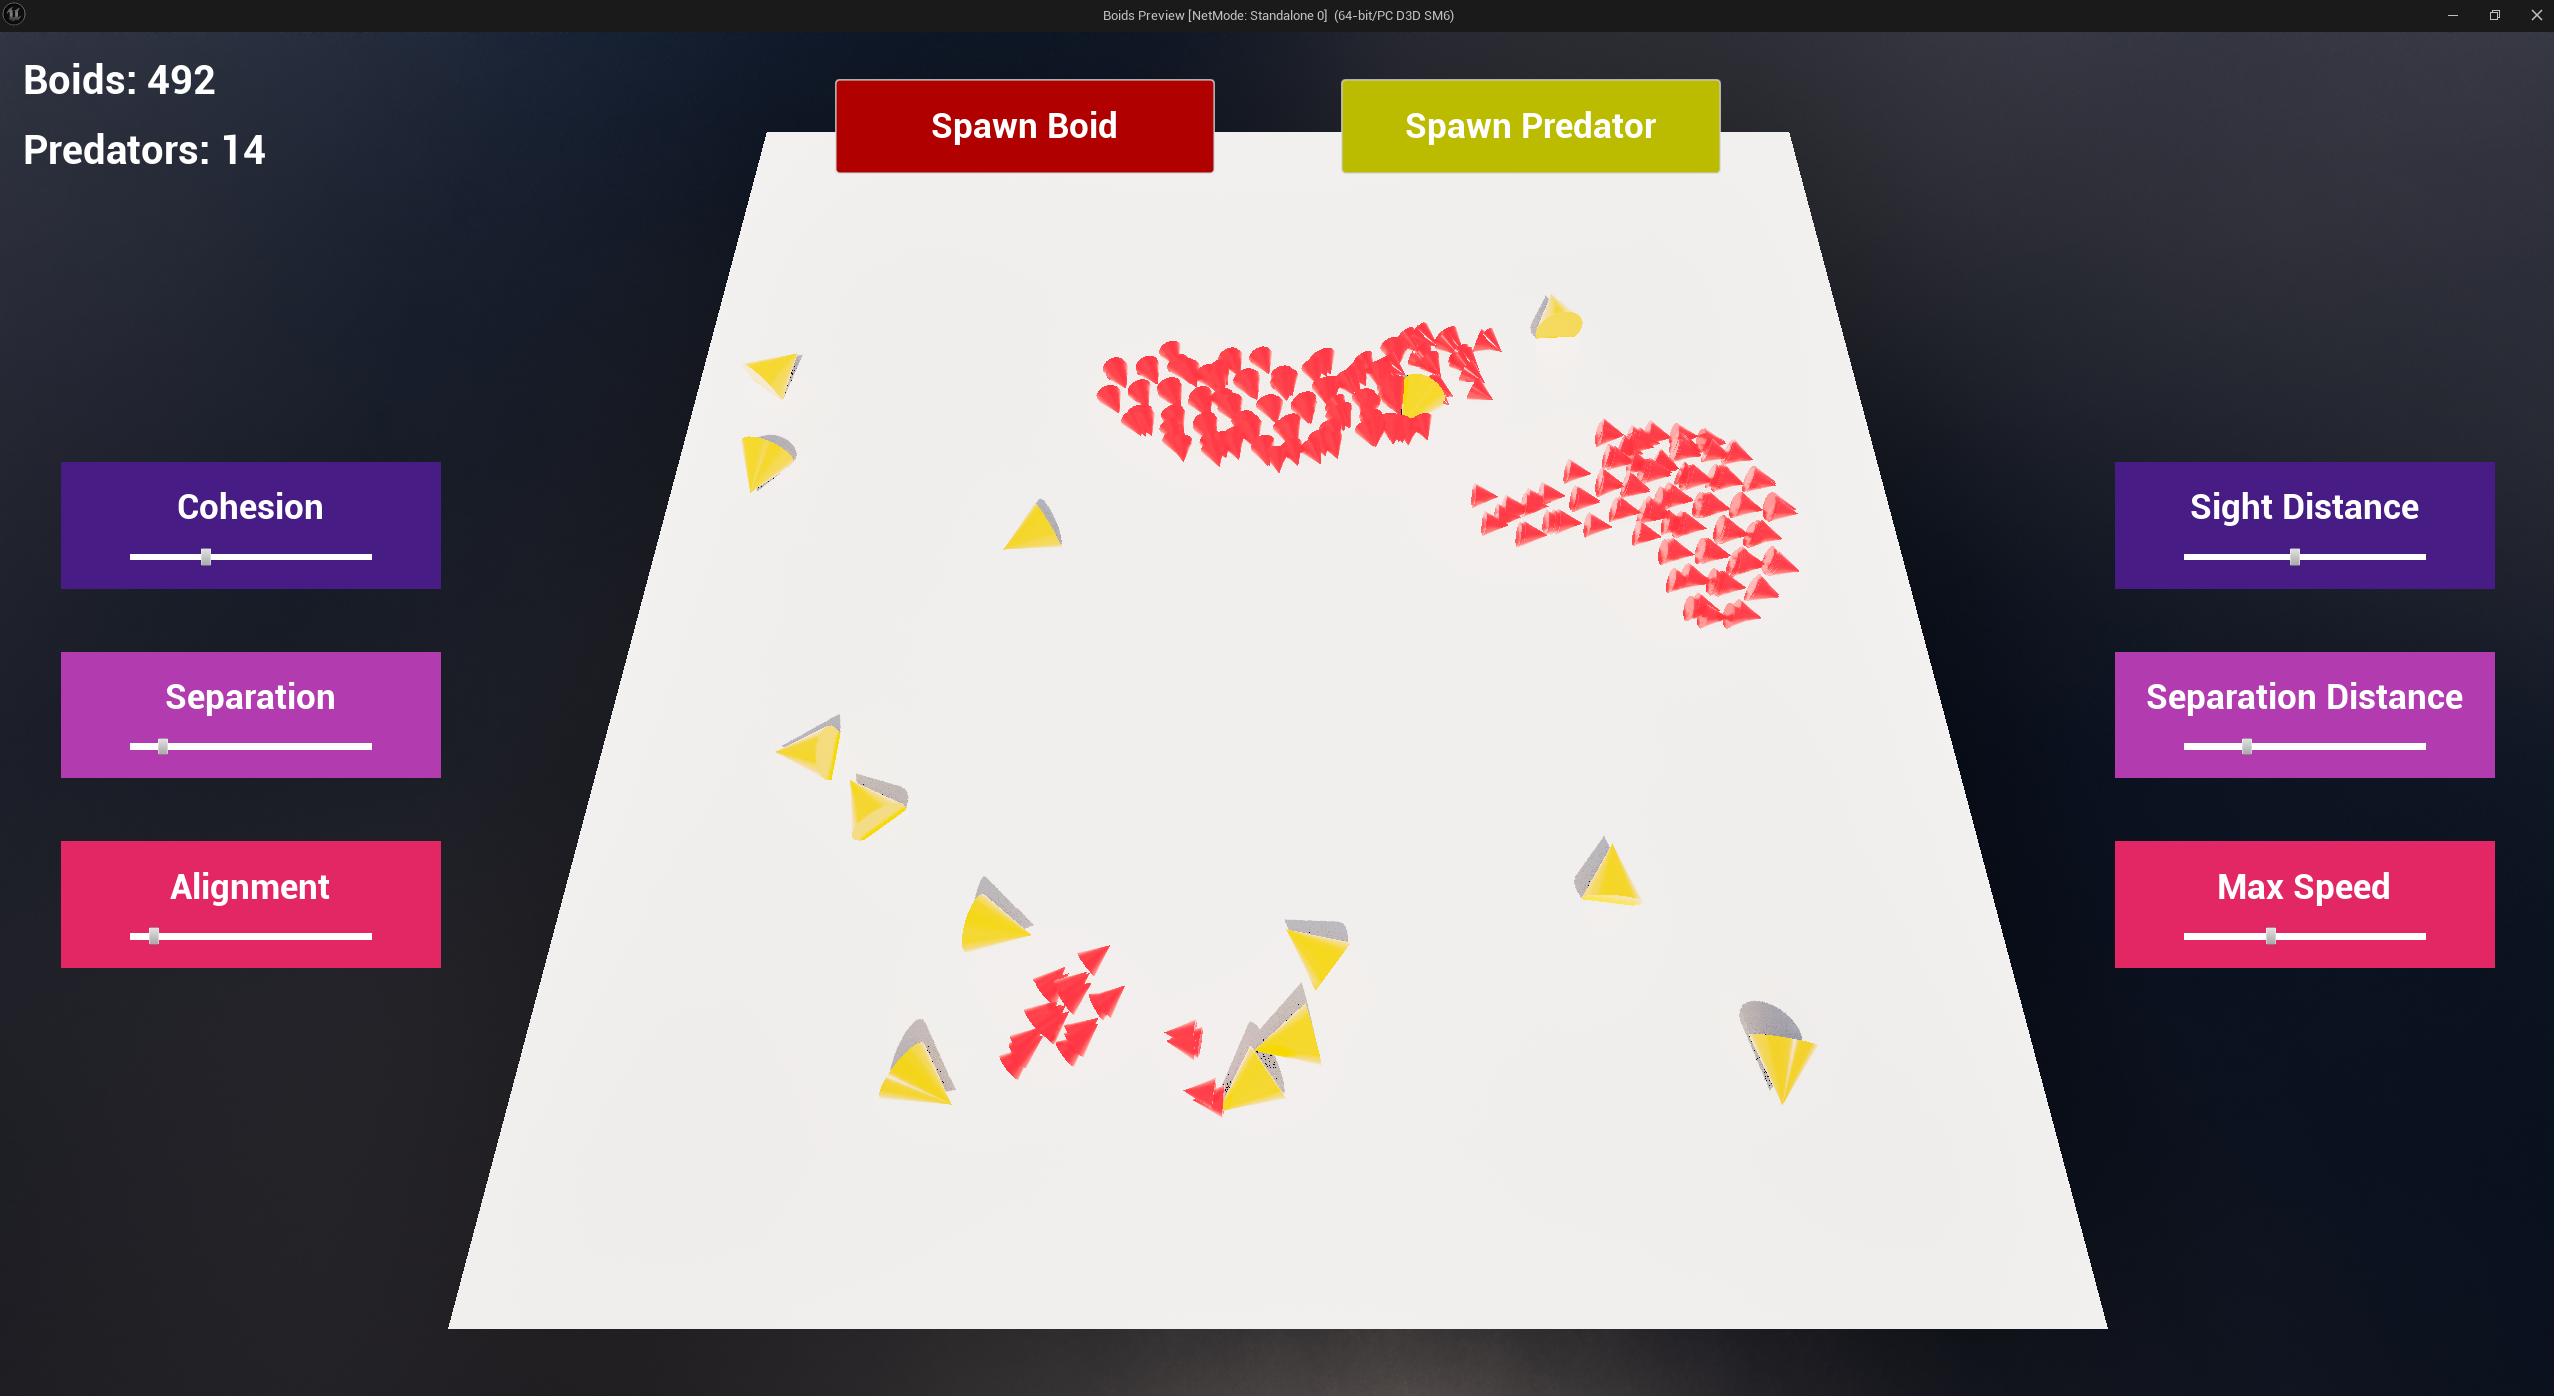 Boids Preview [NetMode: Standalone 0]  (64-bit/PC D3D SM6)
Boids: 492
Predators: 14
Spawn Boid
Spawn Predator
Cohesion
Separation
Alignment
Sight Distance
Separation Distance
Max Speed